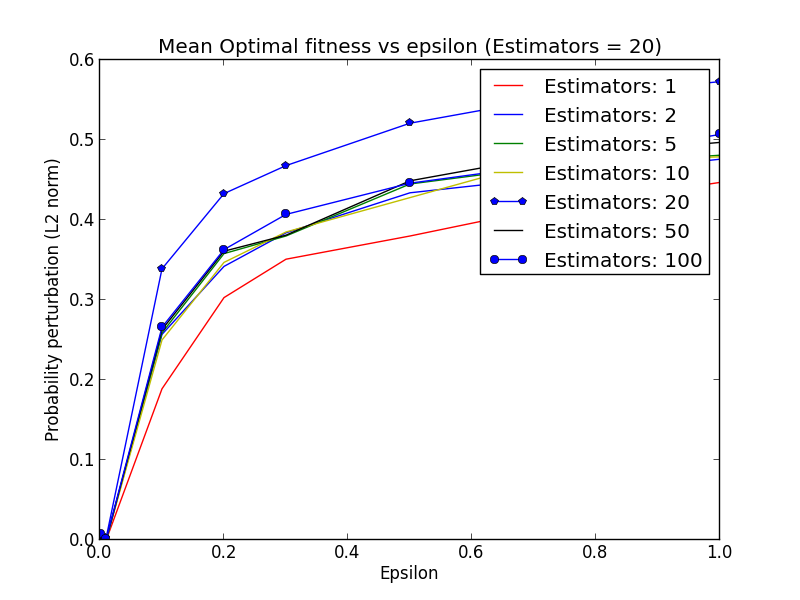 Mean Optimal fitness vs epsilon (Estimators = 20)
0.6
0.5
0.4
0.3
0.2
0.1
0.0
Probability perturbation (L2 norm)
Estimators: 1
Estimators: 2
Estimators: 5
Estimators: 10
Estimators: 20
Estimators: 50
Estimators: 100
0.0 0.2 0.4 0.6 0.8 1.0
Epsilon